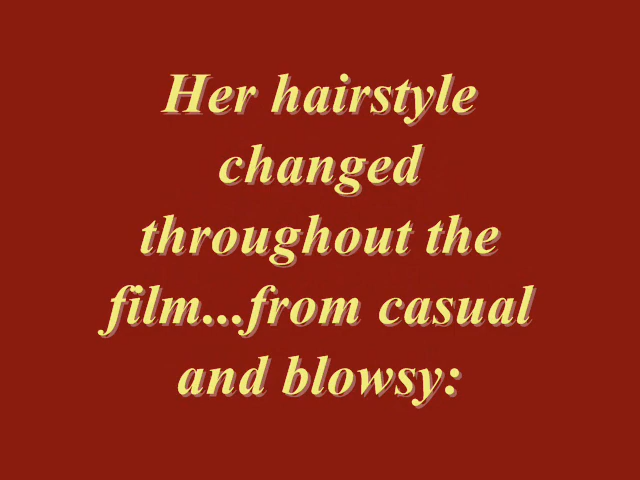 Her hairstyle
changed
throughout the
film...from casual
and blowsy: